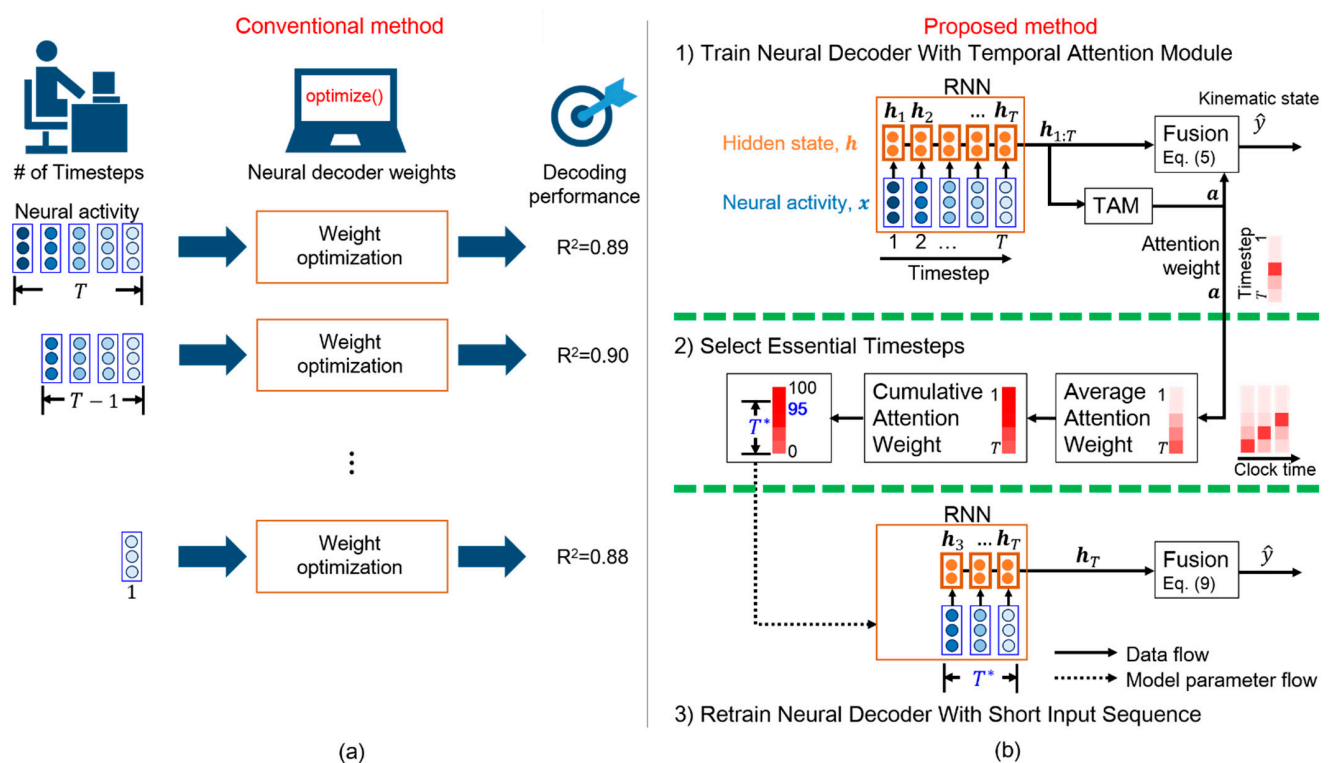 Conventional method
optimize()
# of Timesteps
Neural decoder weights
Decoding
performance
Neural activity
T
Weight
optimization
R²=0.89
T − 1
Weight
optimization
R²=0.90
⋮
1
Weight
optimization
R²=0.88
(a)
Proposed method
1) Train Neural Decoder With Temporal Attention Module
RNN
h₁ h₂ ... h_T
Hidden state, h
Neural activity, x
1 2 ... T
Timestep
h₁:T
TAM
Fusion
Eq. (5)
Kinematic state
ŷ
a
Attention
weight
a
Timestep
1
T
2) Select Essential Timesteps
T*
100
95
0
Cumulative
Attention
Weight
1
T
Average
Attention
Weight
1
T
Clock time
RNN
h₃ ... h_T
h_T
Fusion
Eq. (9)
ŷ
T*
Data flow
Model parameter flow
3) Retrain Neural Decoder With Short Input Sequence
(b)